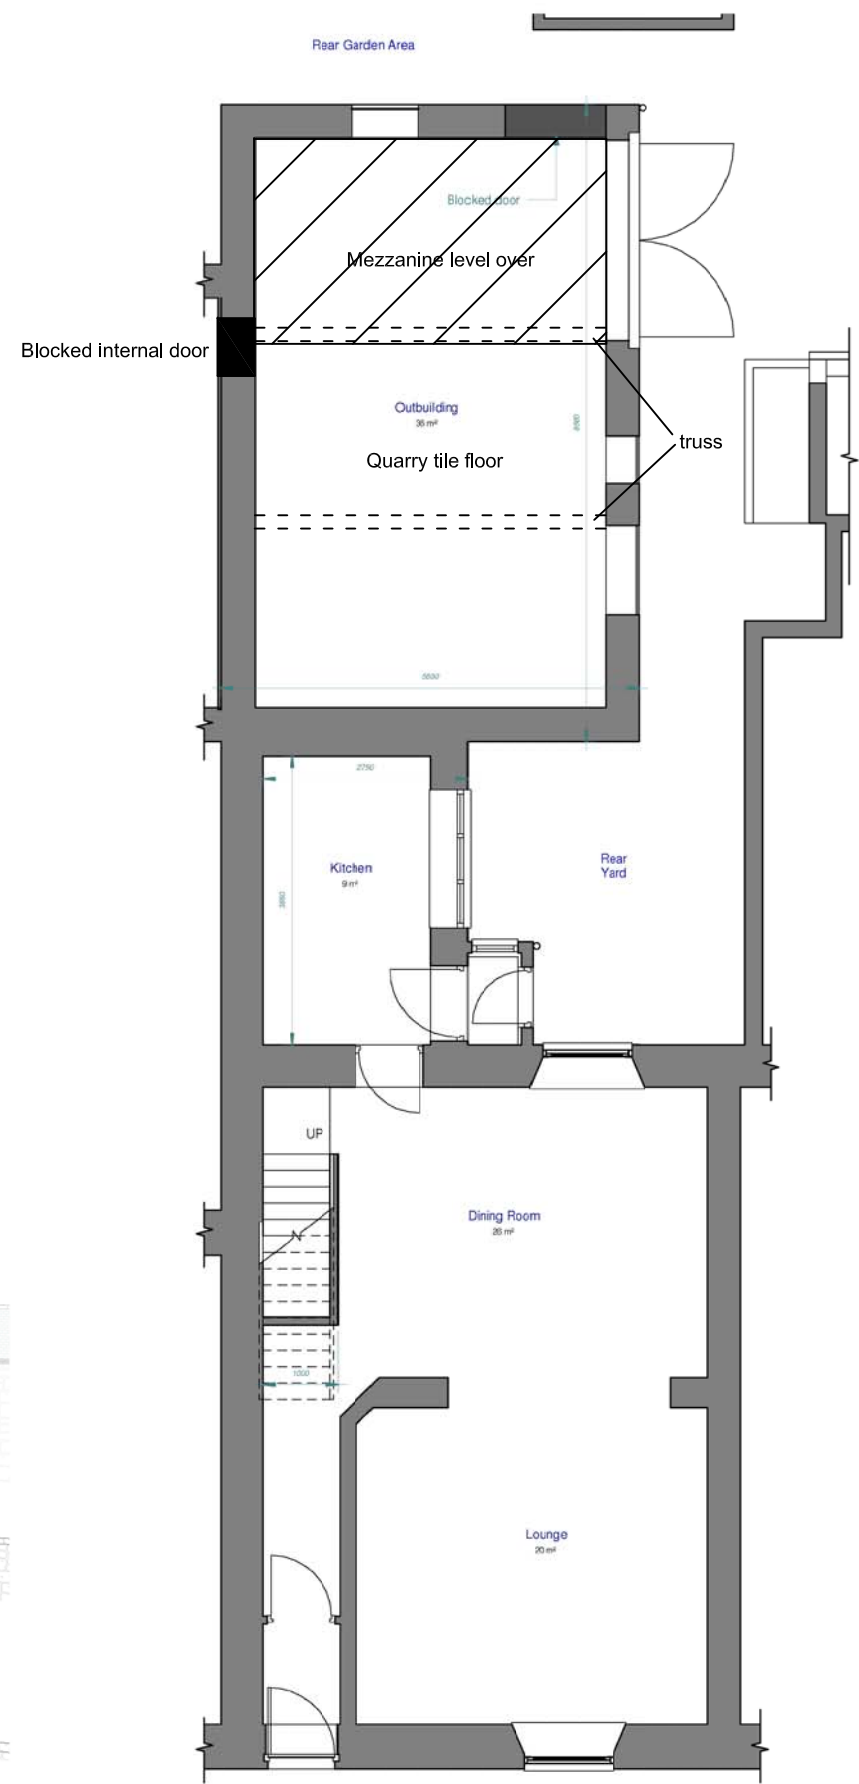 Rear Garden Area
Blocked door
Mezzanine level over
Blocked internal door
Outbuilding
36 m²
truss
Quarry tile floor
5500
2750
Kitchen
9 m²
Rear
Yard
UP
Dining Room
26 m²
1000
Lounge
20 m²